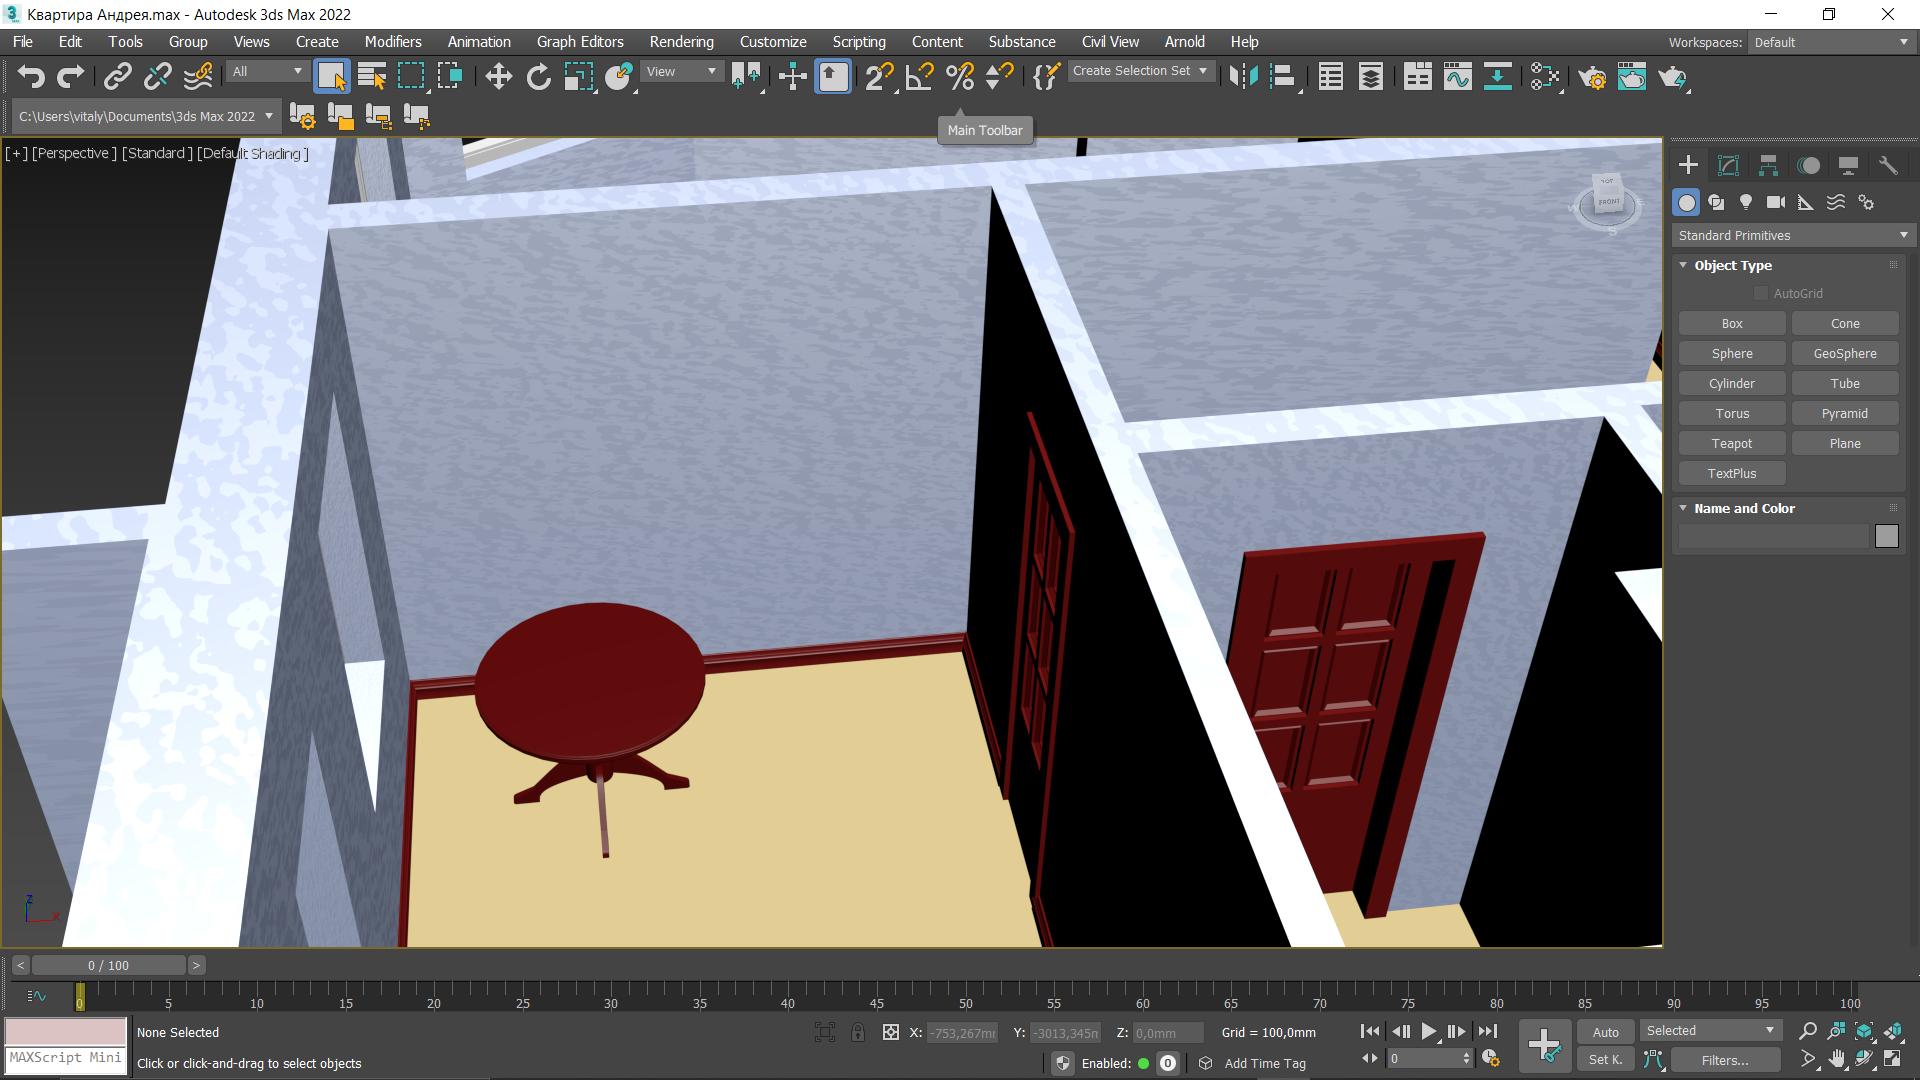 Квартира Андрея.max - Autodesk 3ds Max 2022
File Edit Tools Group Views Create Modifiers Animation Graph Editors Rendering Customize Scripting Content Substance Civil View Arnold Help
Workspaces: Default
All
View
Create Selection Set
C:\Users\vitaly\Documents\3ds Max 2022
Main Toolbar
[+] [Perspective ] [Standard ] [Default Shading ]
TOP
FRONT
S
Standard Primitives
Object Type
AutoGrid
Box Cone
Sphere GeoSphere
Cylinder Tube
Torus Pyramid
Teapot Plane
TextPlus
Name and Color
z
x
< 0 / 100 >
0 5 10 15 20 25 30 35 40 45 50 55 60 65 70 75 80 85 90 95 100
None Selected
X: -753,267m Y: -3013,345 Z: 0,0mm Grid = 100,0mm
Auto Selected
MAXScript Mini
Click or click-and-drag to select objects
Enabled: 0 Add Time Tag
0
Set K. Filters...